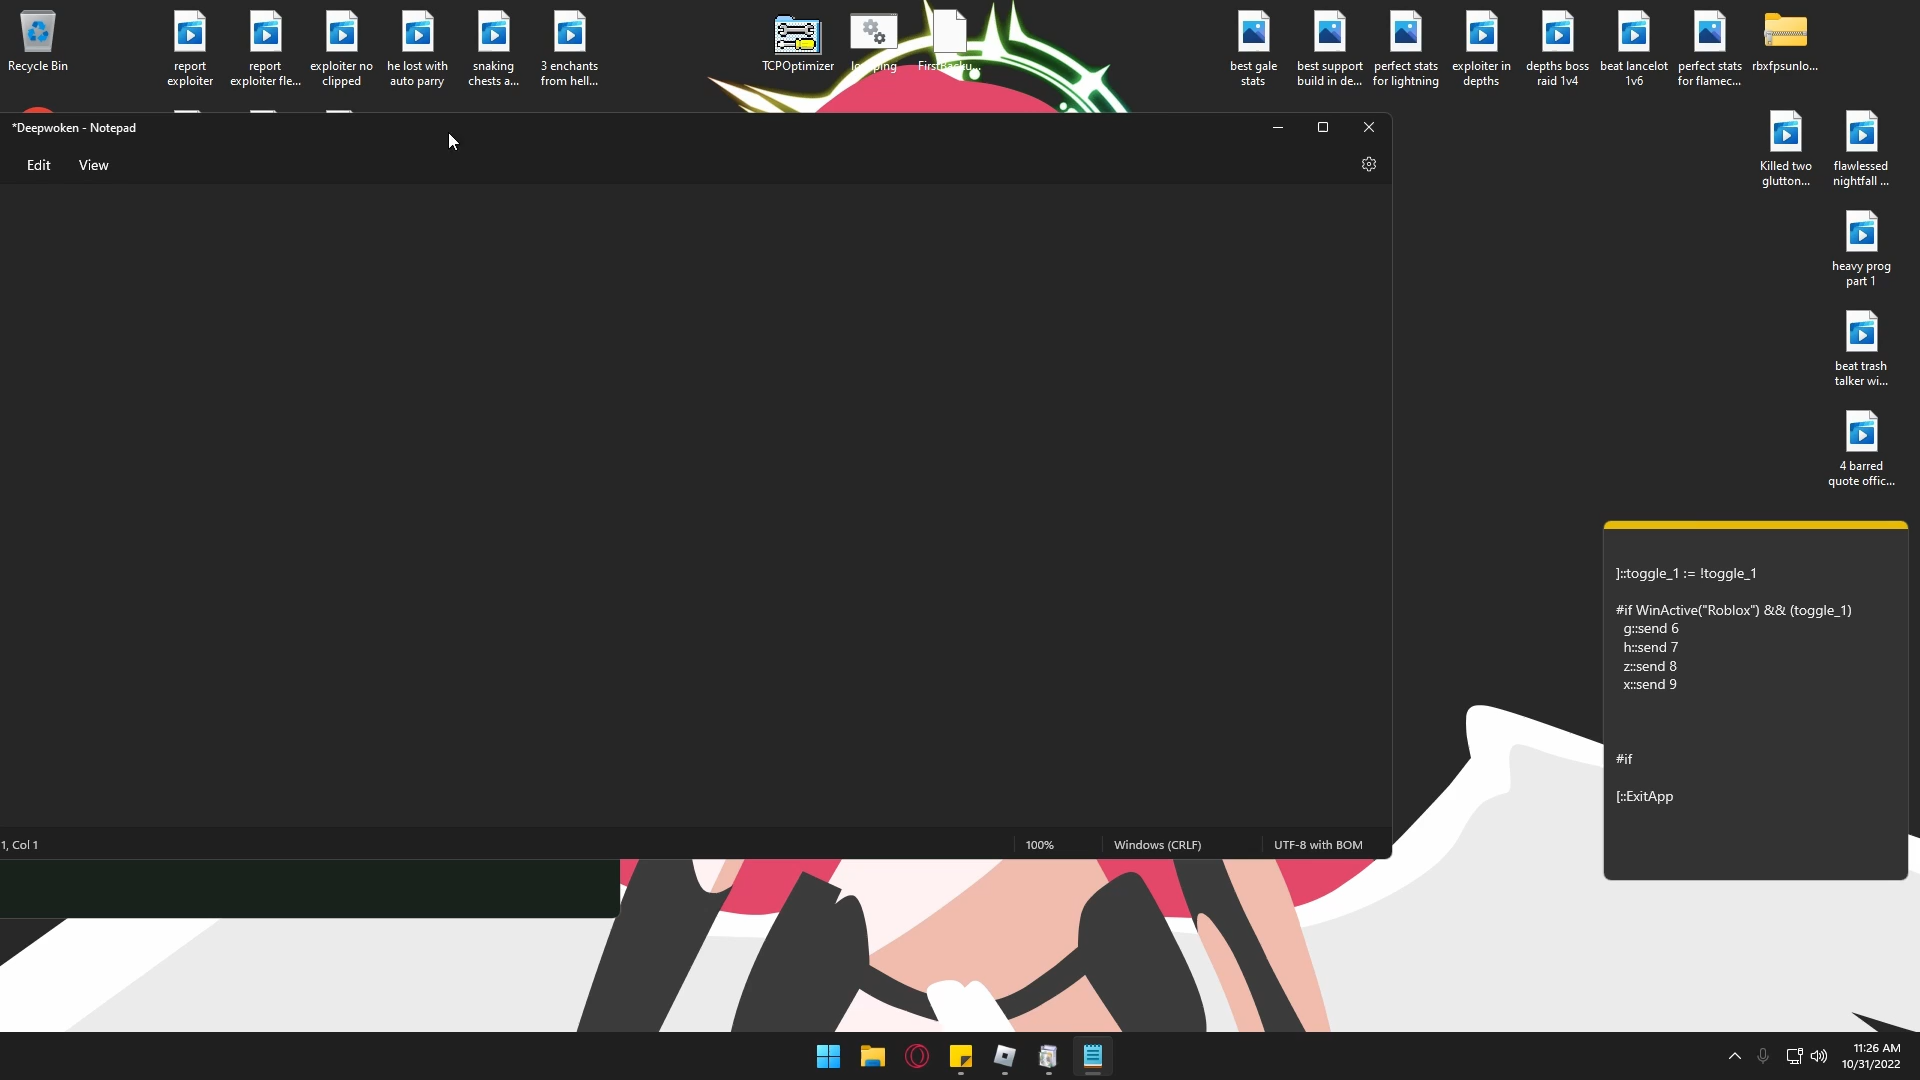 Recycle Bin
report
exploiter
report
exploiter fle...
exploiter no
clipped
he lost with
auto parry
snaking
chests a...
3 enchants
from hell...
TCPOptimizer
best gale
stats
best support
build in de...
perfect stats
for lightning
exploiter in
depths
depths boss
raid 1v4
beat lancelot
1v6
perfect stats
for flamec...
rbxfpsunlo...
*Deepwoken - Notepad
Edit View
Killed two
glutton...
flawlessed
nightfall ...
heavy prog
part 1
beat trash
talker wi...
4 barred
quote offic...
]::toggle_1 := !toggle_1
#if WinActive("Roblox") && (toggle_1)
g::send 6
h::send 7
z::send 8
x::send 9
#if
[::ExitApp
1, Col 1
100%
Windows (CRLF)
UTF-8 with BOM
11:26 AM
10/31/2022